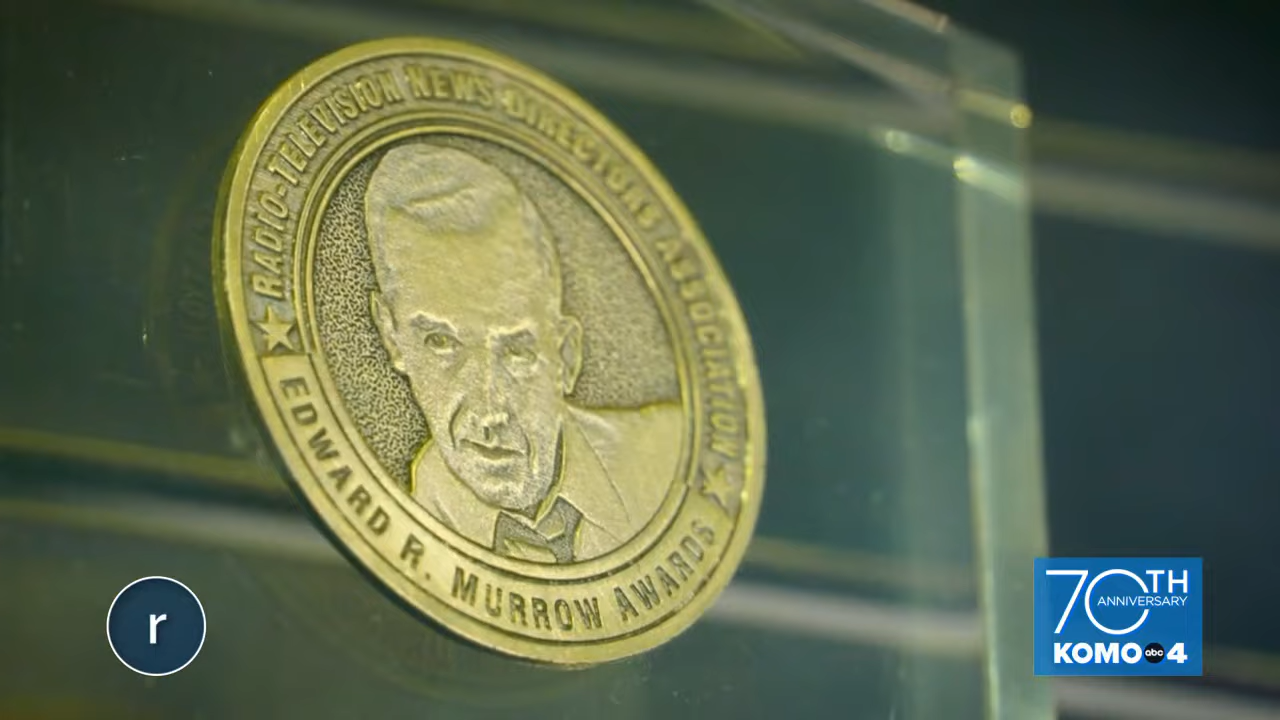 RADIO-TELEVISION NEWS DIRECTORS ASSOCIATION
EDWARD R. MURROW AWARDS
r
70TH
ANNIVERSARY
KOMO abc 4